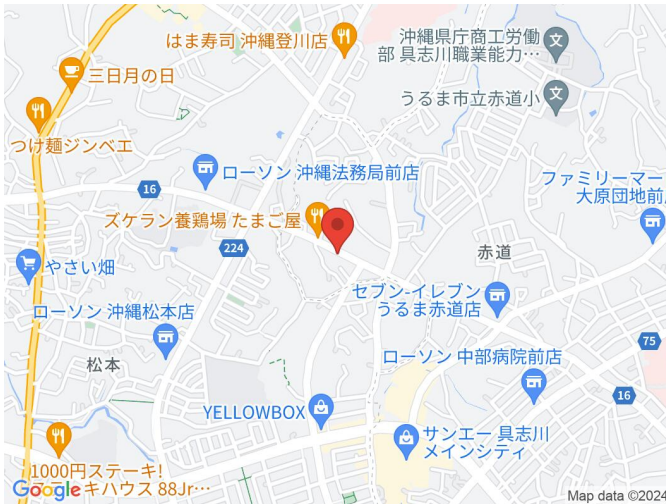 はま寿司 沖縄登川店
沖縄県庁商工労働
部 具志川職業能力…
三日月の日
うるま市立赤道小
つけ麺ジンベエ
ローソン 沖縄法務局前店
16
ファミリーマー
大原団地前店
ズケラン養鶏場 たまご屋
224
赤道
やさい畑
セブン-イレブン
うるま赤道店
ローソン 沖縄松本店
75
ローソン 中部病院前店
松本
16
YELLOWBOX
サンエー 具志川
メインシティ
1000円ステーキ!
キハウス 88Jr…
Google
Map data ©2024